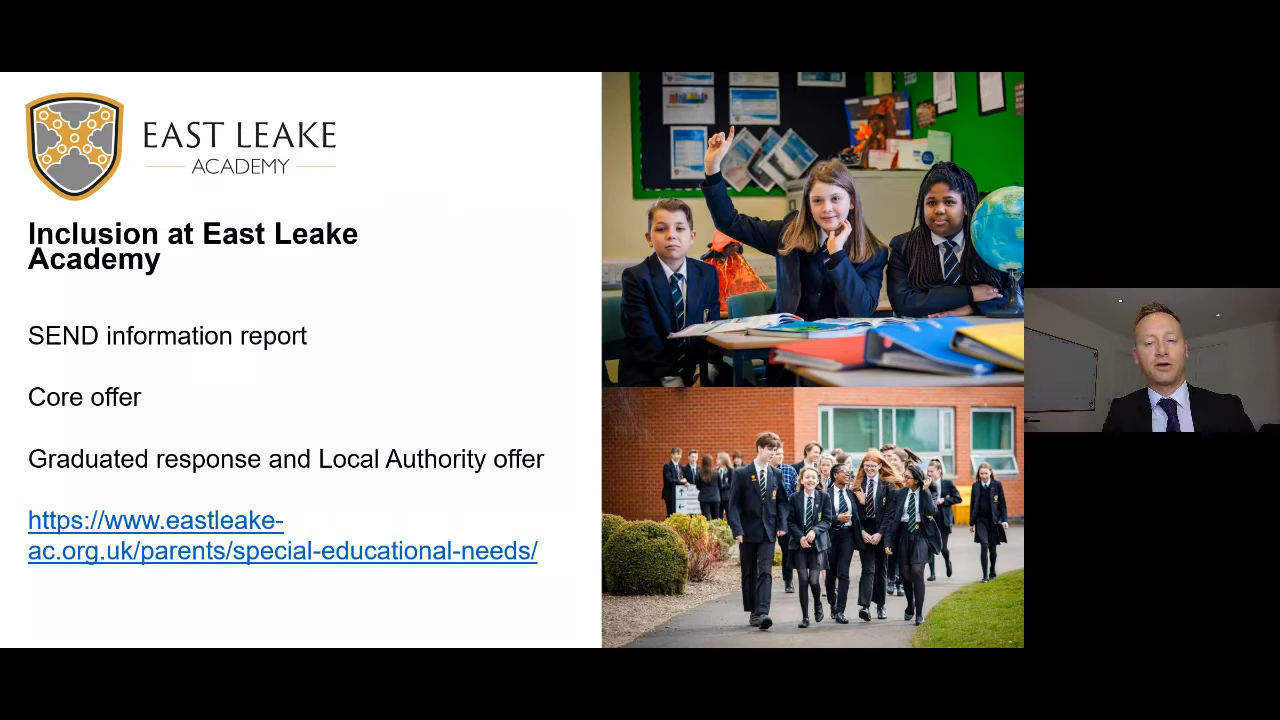 EAST LEAKE
ACADEMY
Inclusion at East Leake
Academy
SEND information report
Core offer
Graduated response and Local Authority offer
https://www.eastleake-
ac.org.uk/parents/special-educational-needs/